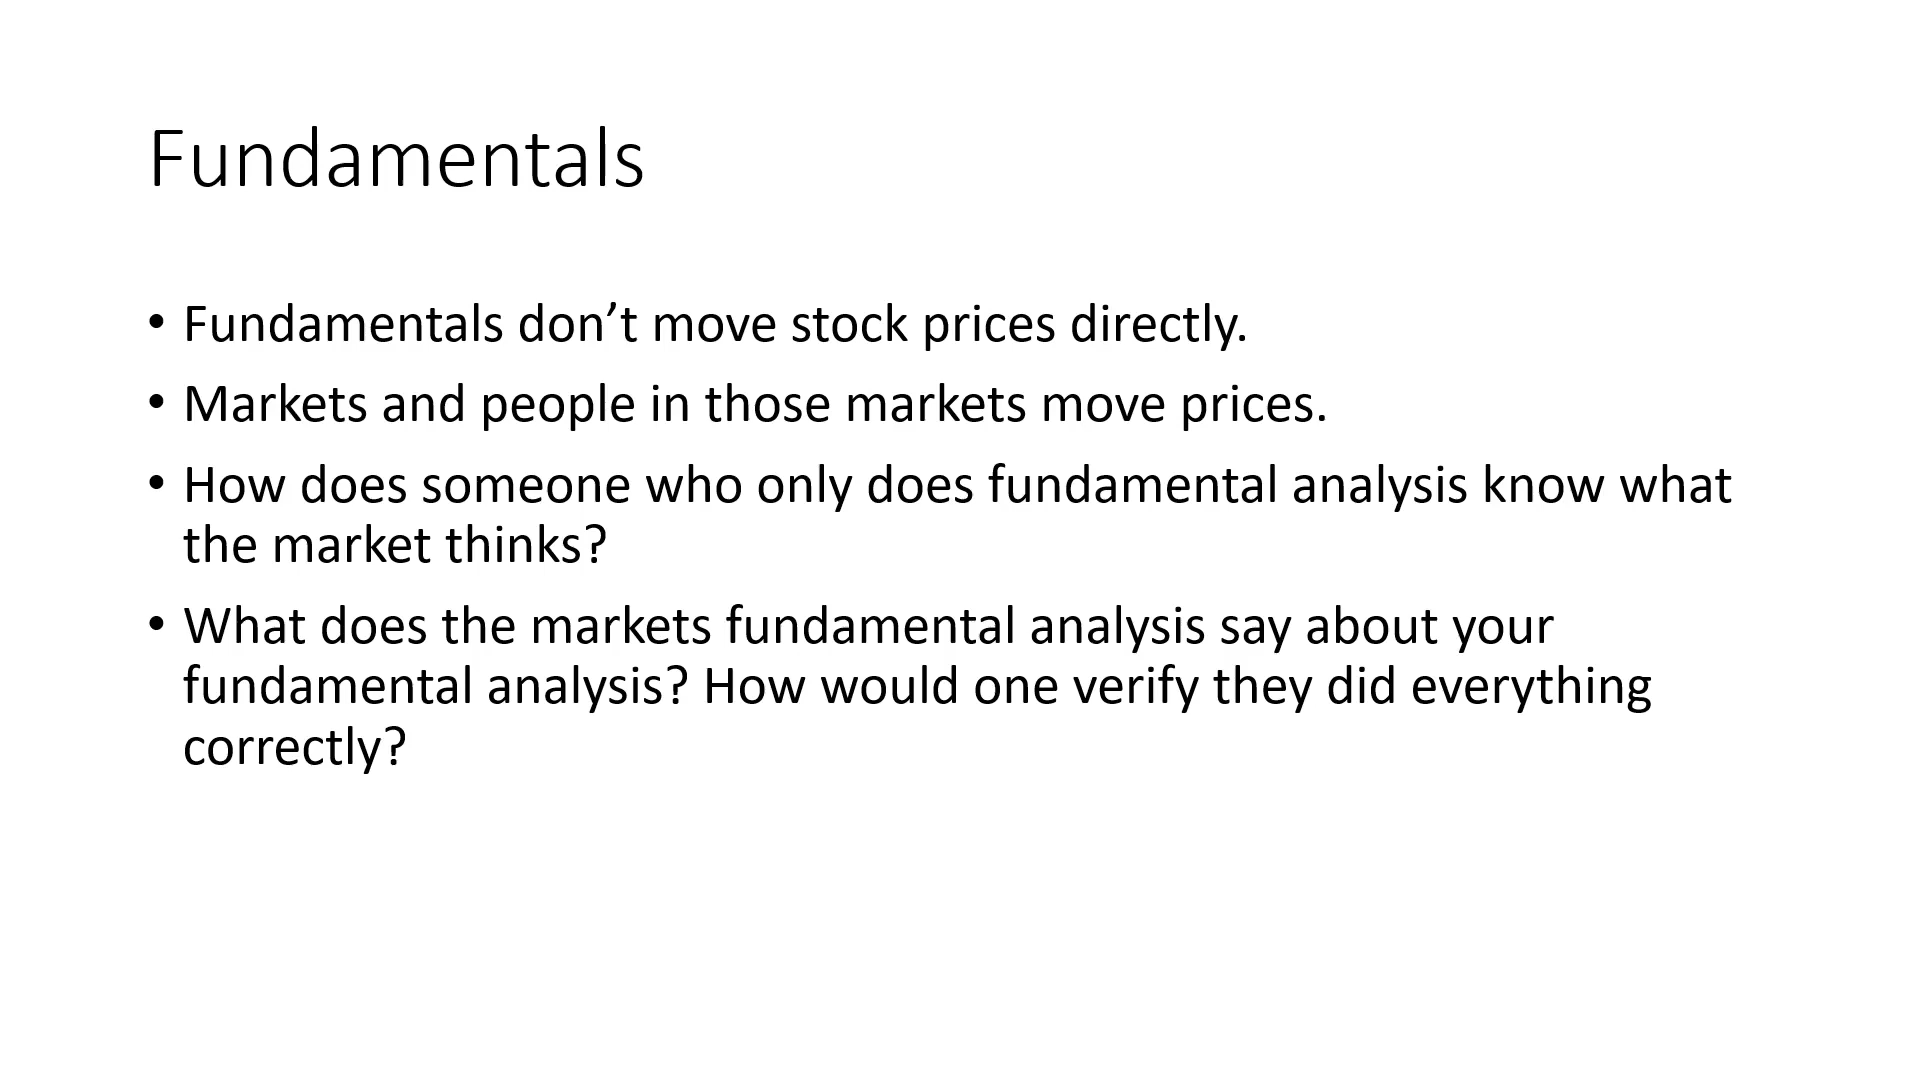 Fundamentals
• Fundamentals don’t move stock prices directly.
• Markets and people in those markets move prices.
• How does someone who only does fundamental analysis know what
the market thinks?
• What does the markets fundamental analysis say about your
fundamental analysis? How would one verify they did everything
correctly?